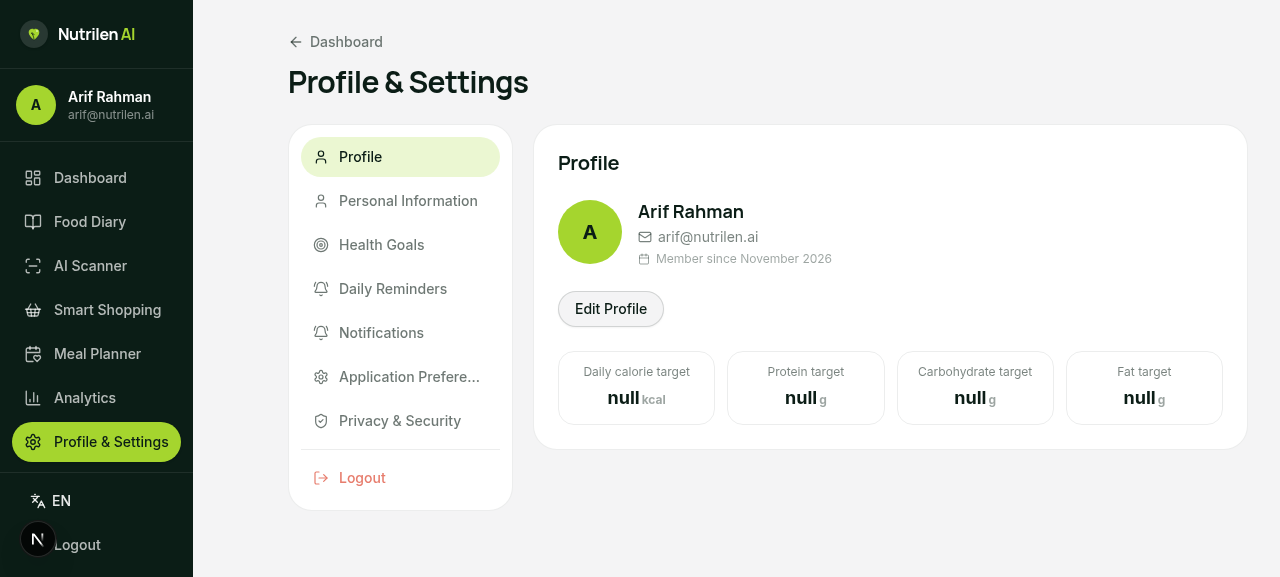 Nutrilen AI
A
Arif Rahman
arif@nutrilen.ai
Dashboard
Food Diary
AI Scanner
Smart Shopping
Meal Planner
Analytics
Profile & Settings
EN
N
Logout
Dashboard
Profile & Settings
Profile
Personal Information
Health Goals
Daily Reminders
Notifications
Application Prefere...
Privacy & Security
Logout
Profile
A
Arif Rahman
arif@nutrilen.ai
Member since November 2026
Edit Profile
Daily calorie target
null kcal
Protein target
null g
Carbohydrate target
null g
Fat target
null g